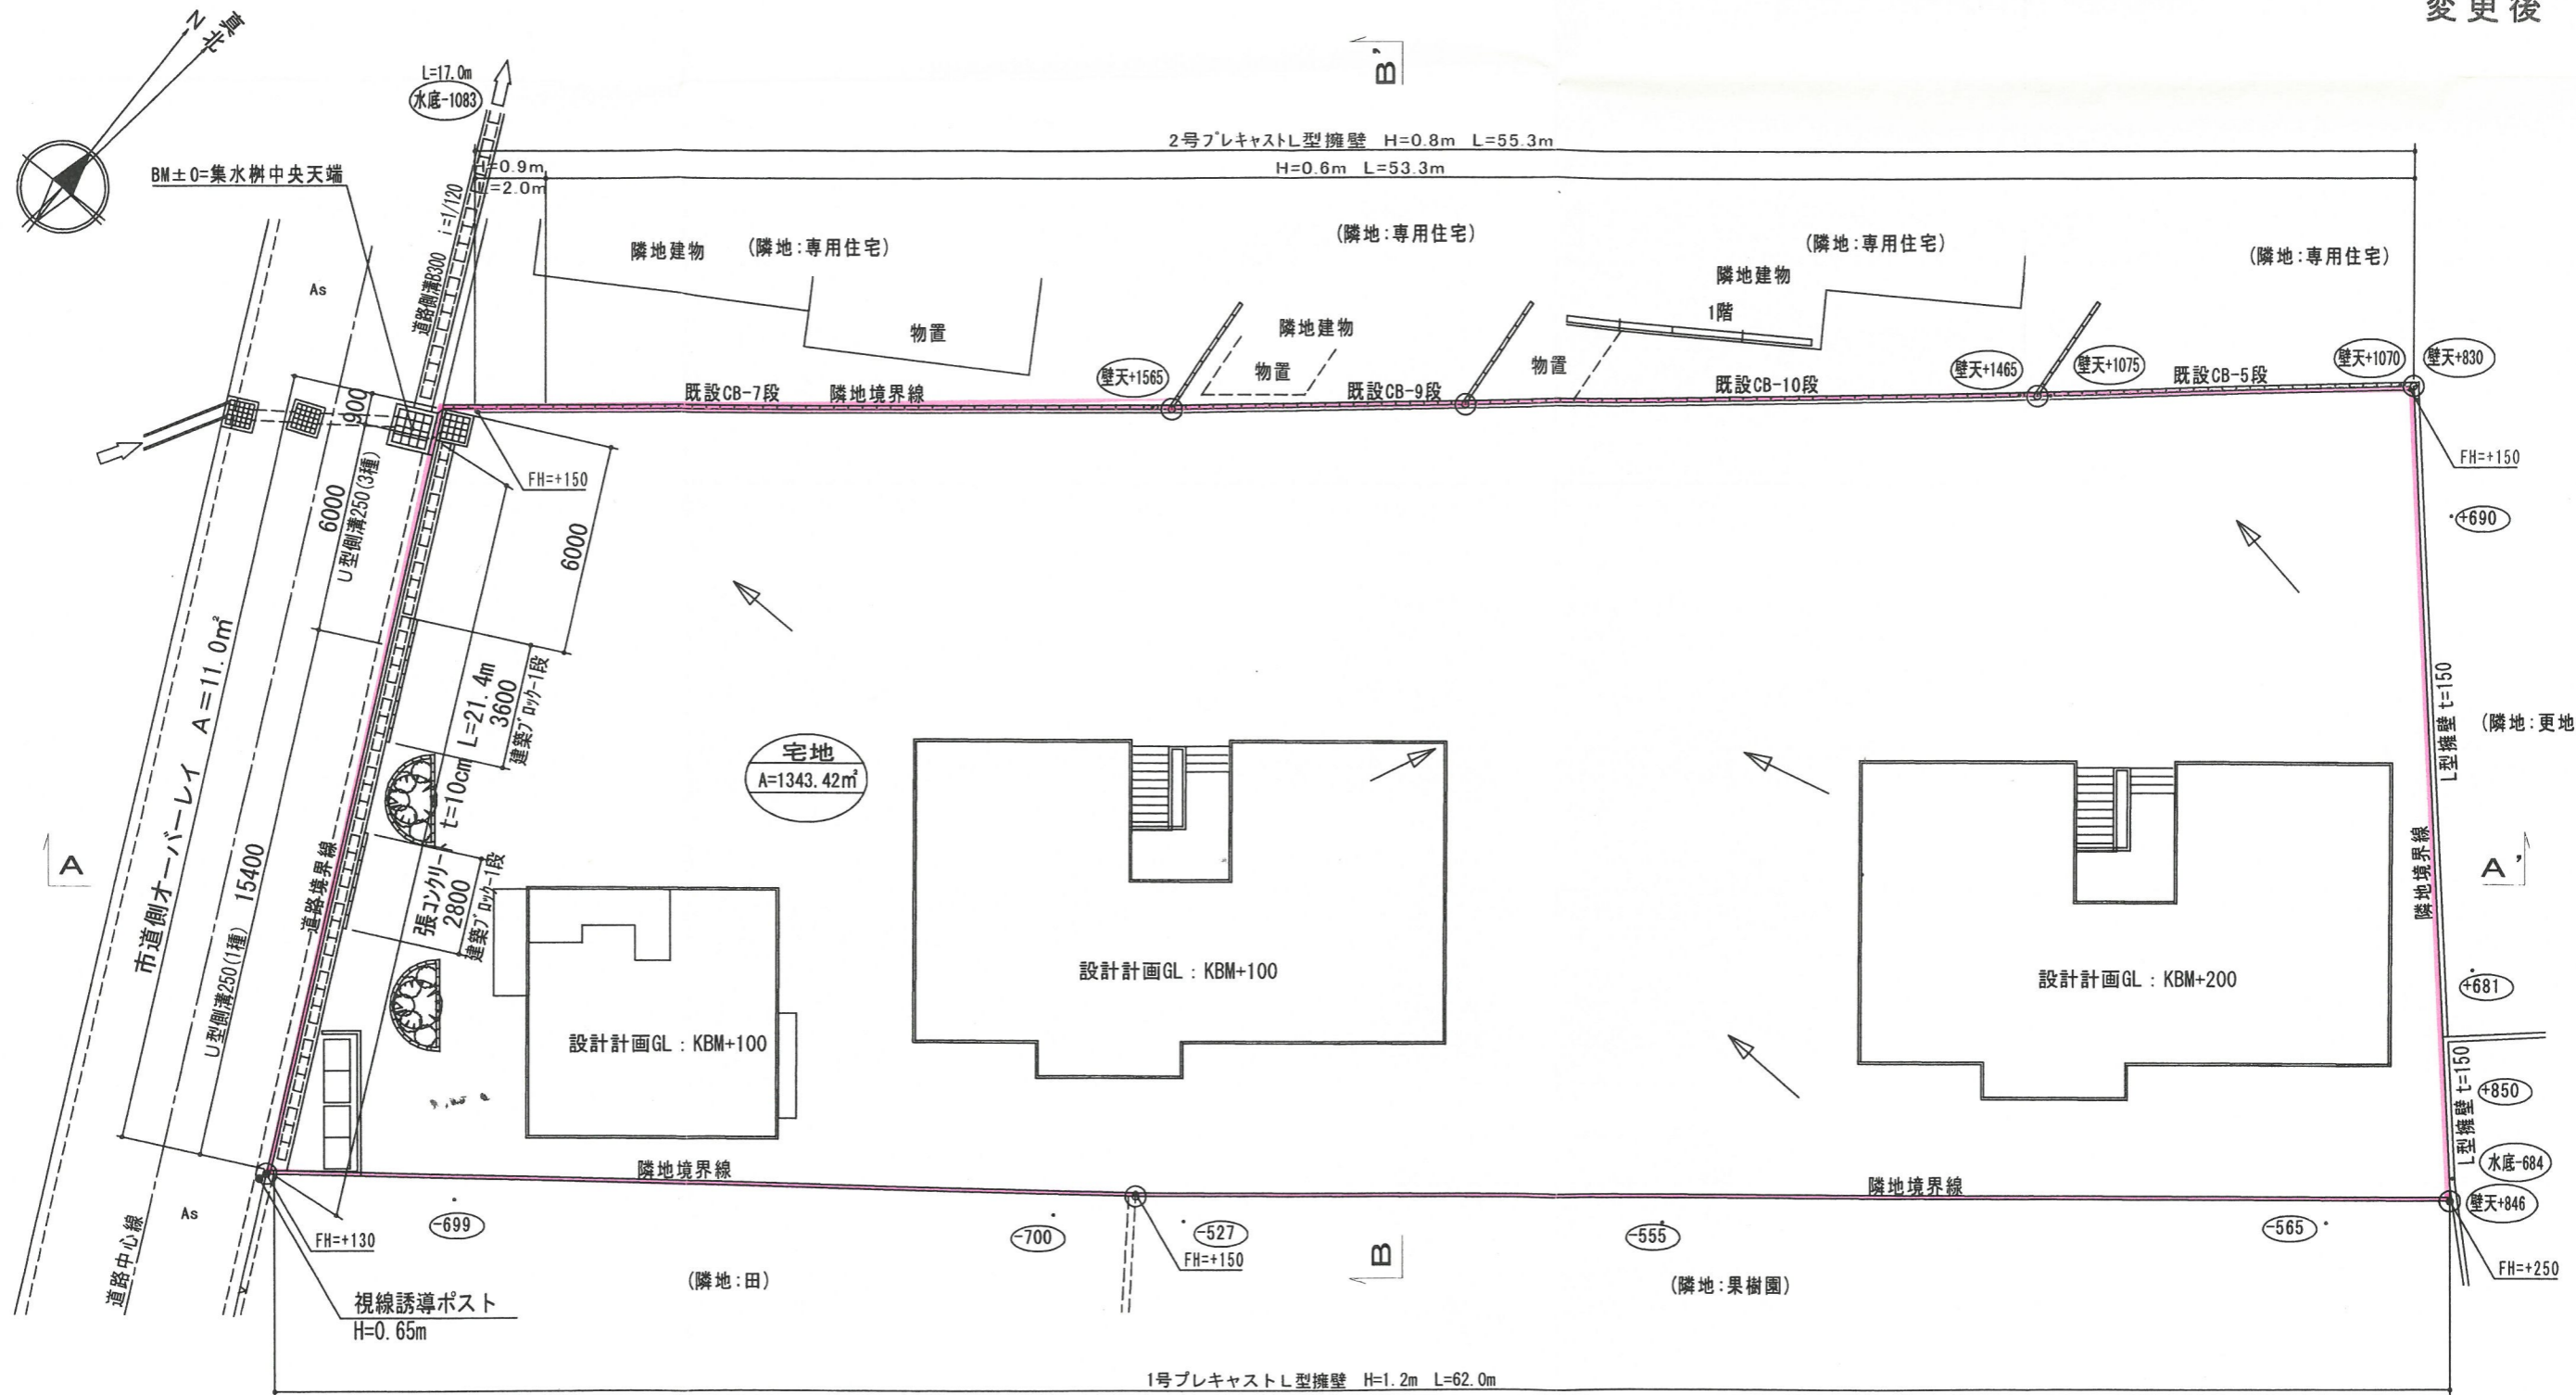 変更後
N
真北
L=17.0m
水底-1083
B'
2号プレキャストL型擁壁 H=0.8m L=55.3m
H=0.6m L=53.3m
=0.9m
L=2.0m
BM±0=集水桝中央天端
道路側溝B300 i=1/120
As
隣地建物
(隣地:専用住宅)
(隣地:専用住宅)
(隣地:専用住宅)
(隣地:専用住宅)
隣地建物
1階
物置
隣地建物
物置
物置
壁天+1565
壁天+1465
壁天+1075
壁天+1070
壁天+830
既設CB-7段
隣地境界線
既設CB-9段
既設CB-10段
既設CB-5段
900
6000
U型側溝250(3種)
FH=+150
6000
FH=+150
+690
市道側オーバーレイ A=11.0㎡
L=21.4m
3600
建築ブロック-1段
t=10cm
張コンクリート
2800
建築ブロック-1段
道路境界線
15400
U型側溝250(1種)
宅地
A=1343.42㎡
L型擁壁 t=150
(隣地:更地
隣地境界線
A
A'
設計計画GL:KBM+100
設計計画GL:KBM+100
設計計画GL:KBM+200
+681
L型擁壁 t=150
+850
水底-684
壁天+846
隣地境界線
隣地境界線
As
道路中心線
FH=+130
-699
-700
-527
FH=+150
B
-555
-565
FH=+250
(隣地:田)
(隣地:果樹園)
視線誘導ポスト
H=0.65m
1号プレキャストL型擁壁 H=1.2m L=62.0m